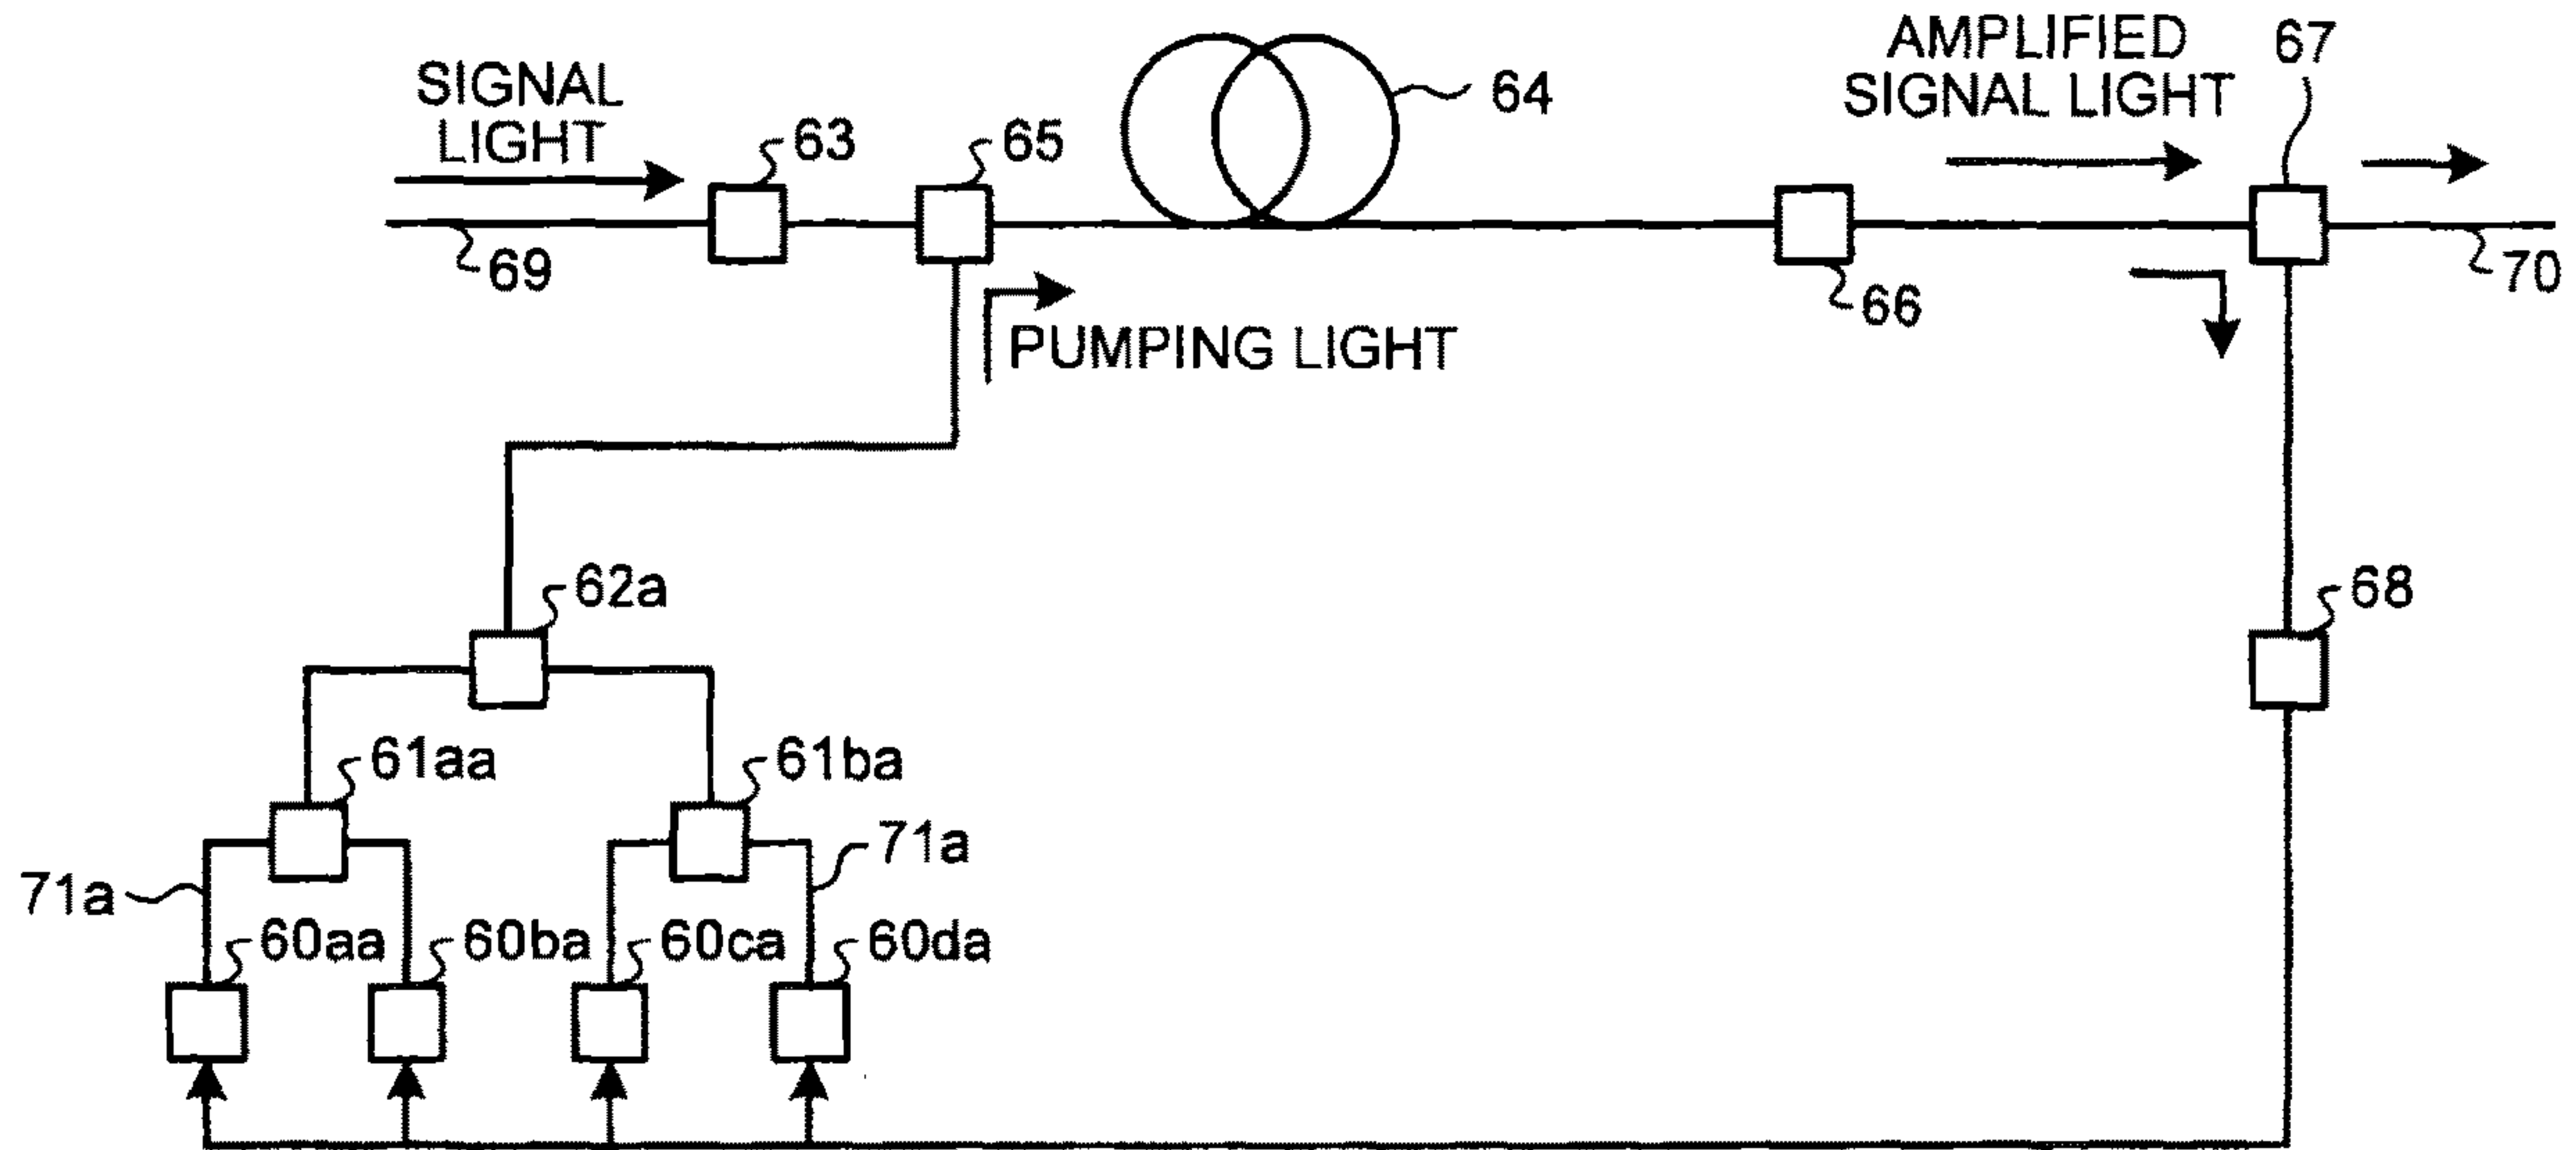 AMPLIFIED
SIGNAL LIGHT
67
SIGNAL
LIGHT
63
65
64
69
66
70
PUMPING LIGHT
62a
68
61aa
61ba
71a
71a
60aa
60ba
60ca
60da